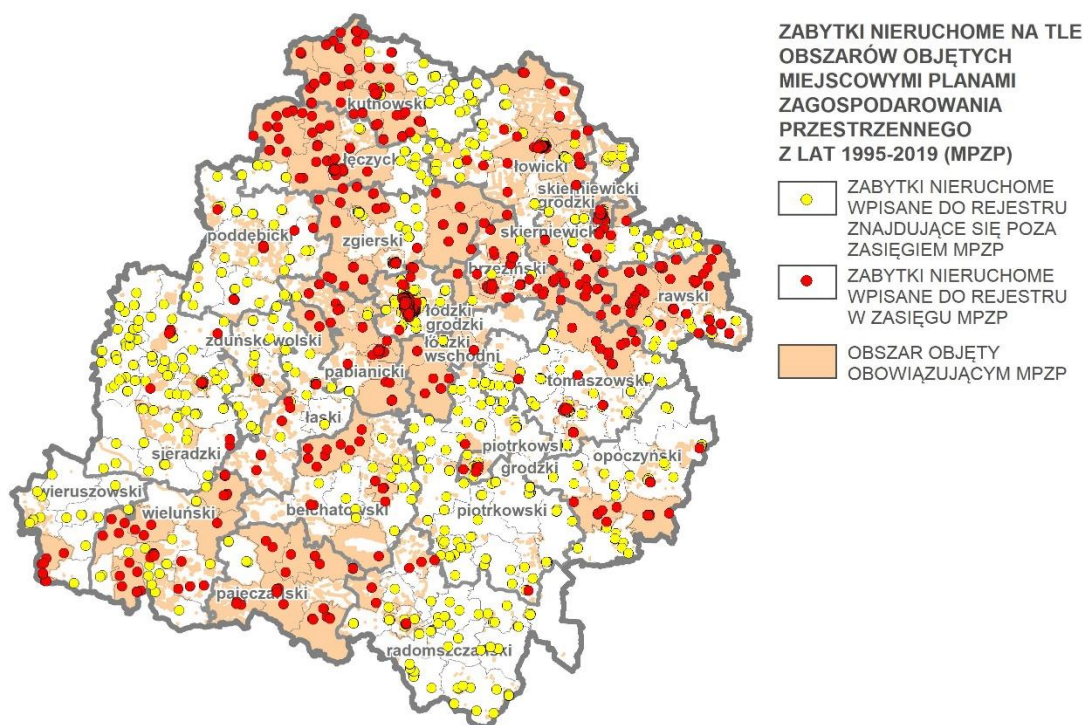 ZABYTKI NIERUCHOME NA TLE
OBSZARÓW OBJĘTYCH
MIEJSCOWYMI PLANAMI
ZAGOSPODAROWANIA
PRZESTRZENNEGO
Z LAT 1995-2019 (MPZP)
ZABYTKI NIERUCHOME
WPISANE DO REJESTRU
ZNAJDUJĄCE SIĘ POZA
ZASIĘGIEM MPZP
ZABYTKI NIERUCHOME
WPISANE DO REJESTRU
W ZASIĘGU MPZP
OBSZAR OBJĘTY
OBOWIĄZUJĄCYM MPZP
kutnowski
łęczyck
łowicki
skierniewicki
grodzki
skierniewick
poddębicki
zgierski
brzeziński
rawski
łódzki
grodzki
łódzki
wschodni
zduńskowolski
pabianicki
tomaszowski
łaski
sieradzki
piotrkowski
grodzki
opoczyński
wieruszowski
wieluński
bełchatowski
piotrkowski
pajęczański
radomszczański